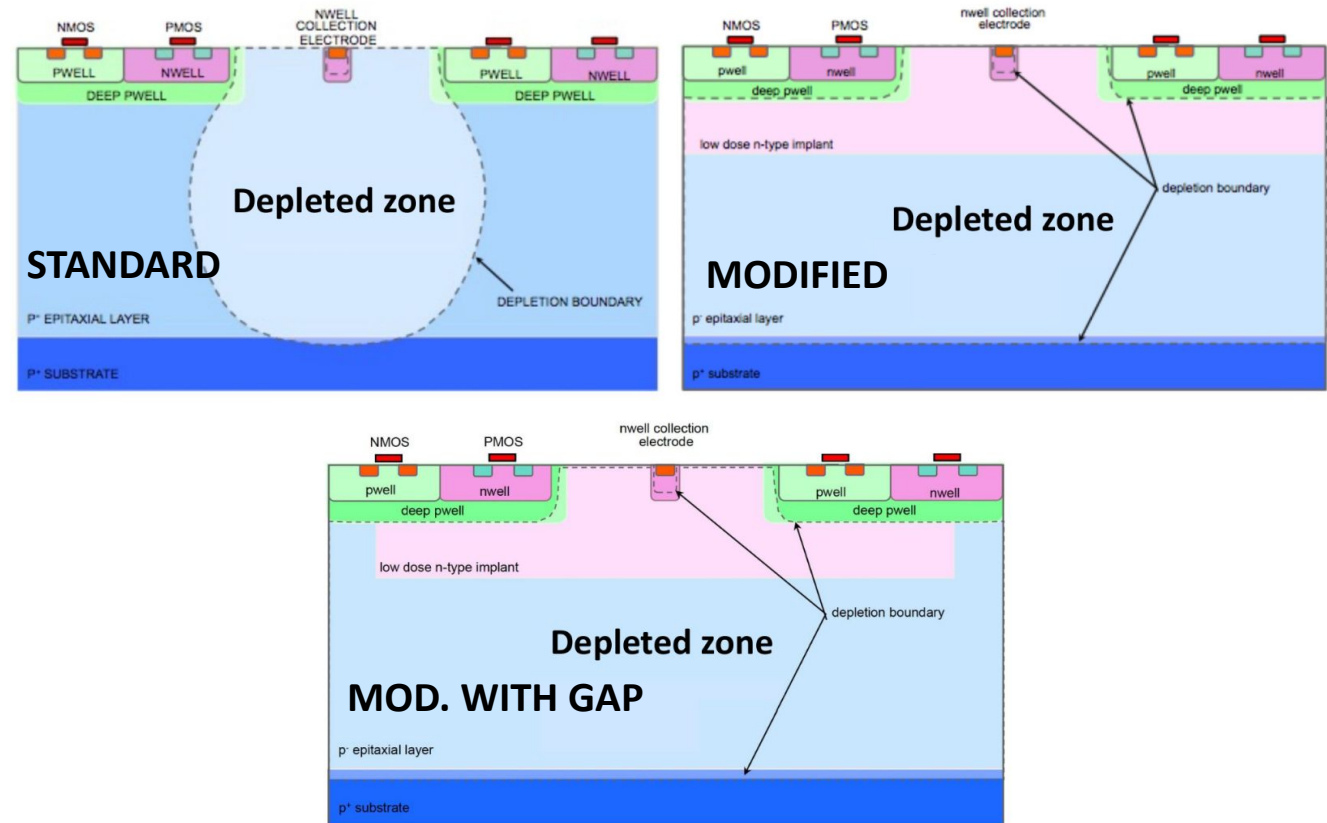 NMOS
PMOS
NWELL
COLLECTION
ELECTRODE
PWELL
NWELL
PWELL
NWELL
DEEP PWELL
DEEP PWELL
Depleted zone
STANDARD
DEPLETION BOUNDARY
P⁻ EPITAXIAL LAYER
P⁺ SUBSTRATE
NMOS
PMOS
nwell collection
electrode
pwell
nwell
pwell
nwell
deep pwell
deep pwell
low dose n-type implant
depletion boundary
Depleted zone
MODIFIED
p⁻ epitaxial layer
p⁺ substrate
NMOS
PMOS
nwell collection
electrode
pwell
nwell
pwell
nwell
deep pwell
deep pwell
low dose n-type implant
depletion boundary
Depleted zone
MOD. WITH GAP
p⁻ epitaxial layer
p⁺ substrate